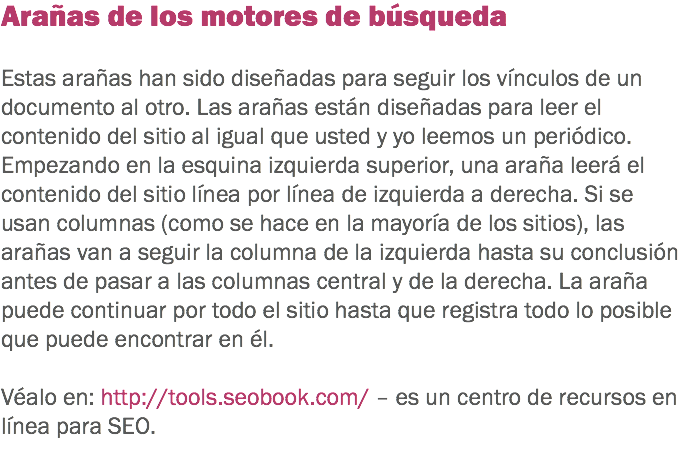 Arañas de los motores de búsqueda
Estas arañas han sido diseñadas para seguir los vínculos de un
documento al otro. Las arañas están diseñadas para leer el
contenido del sitio al igual que usted y yo leemos un periódico.
Empezando en la esquina izquierda superior, una araña leerá el
contenido del sitio línea por línea de izquierda a derecha. Si se
usan columnas (como se hace en la mayoría de los sitios), las
arañas van a seguir la columna de la izquierda hasta su conclusión
antes de pasar a las columnas central y de la derecha. La araña
puede continuar por todo el sitio hasta que registra todo lo posible
que puede encontrar en él.
Véalo en: http://tools.seobook.com/ – es un centro de recursos en
línea para SEO.